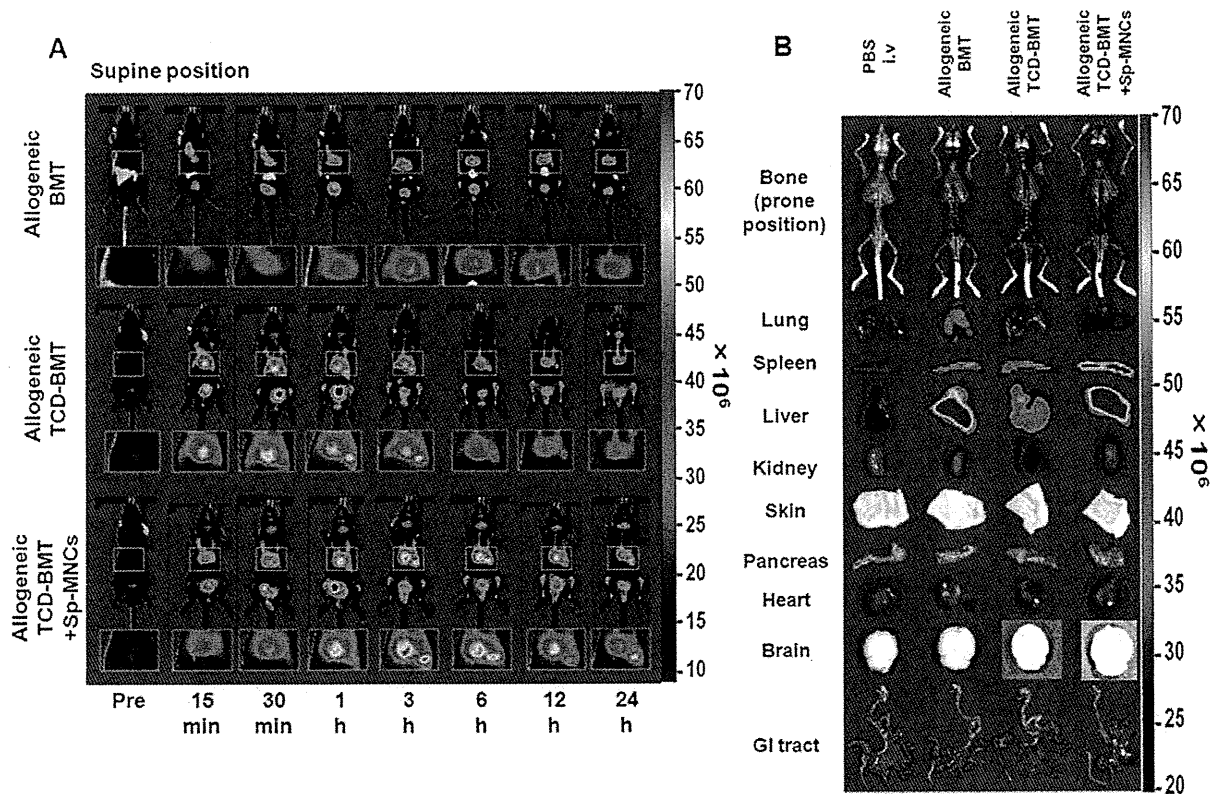 A
Supine position
Allogeneic
BMT
Allogeneic
TCD-BMT
Allogeneic
TCD-BMT
+Sp-MNCs
Pre
15
min
30
min
1
h
3
h
6
h
12
h
24
h
70
65
60
55
50
45
40
35
30
25
20
15
10
× 10⁶
B
PBS
i.v
Allogeneic
BMT
Allogeneic
TCD-BMT
Allogeneic
TCD-BMT
+Sp-MNCs
Bone
(prone
position)
Lung
Spleen
Liver
Kidney
Skin
Pancreas
Heart
Brain
GI tract
70
65
60
55
50
45
40
35
30
25
20
× 10⁶